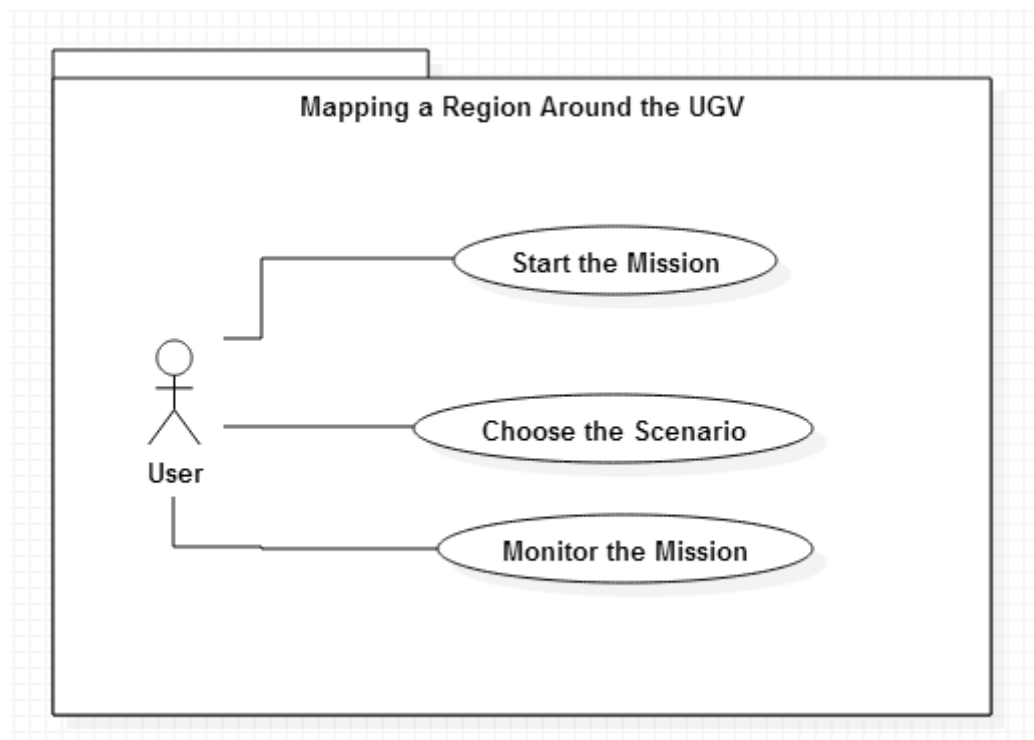 Mapping a Region Around the UGV
Start the Mission
Choose the Scenario
User
Monitor the Mission